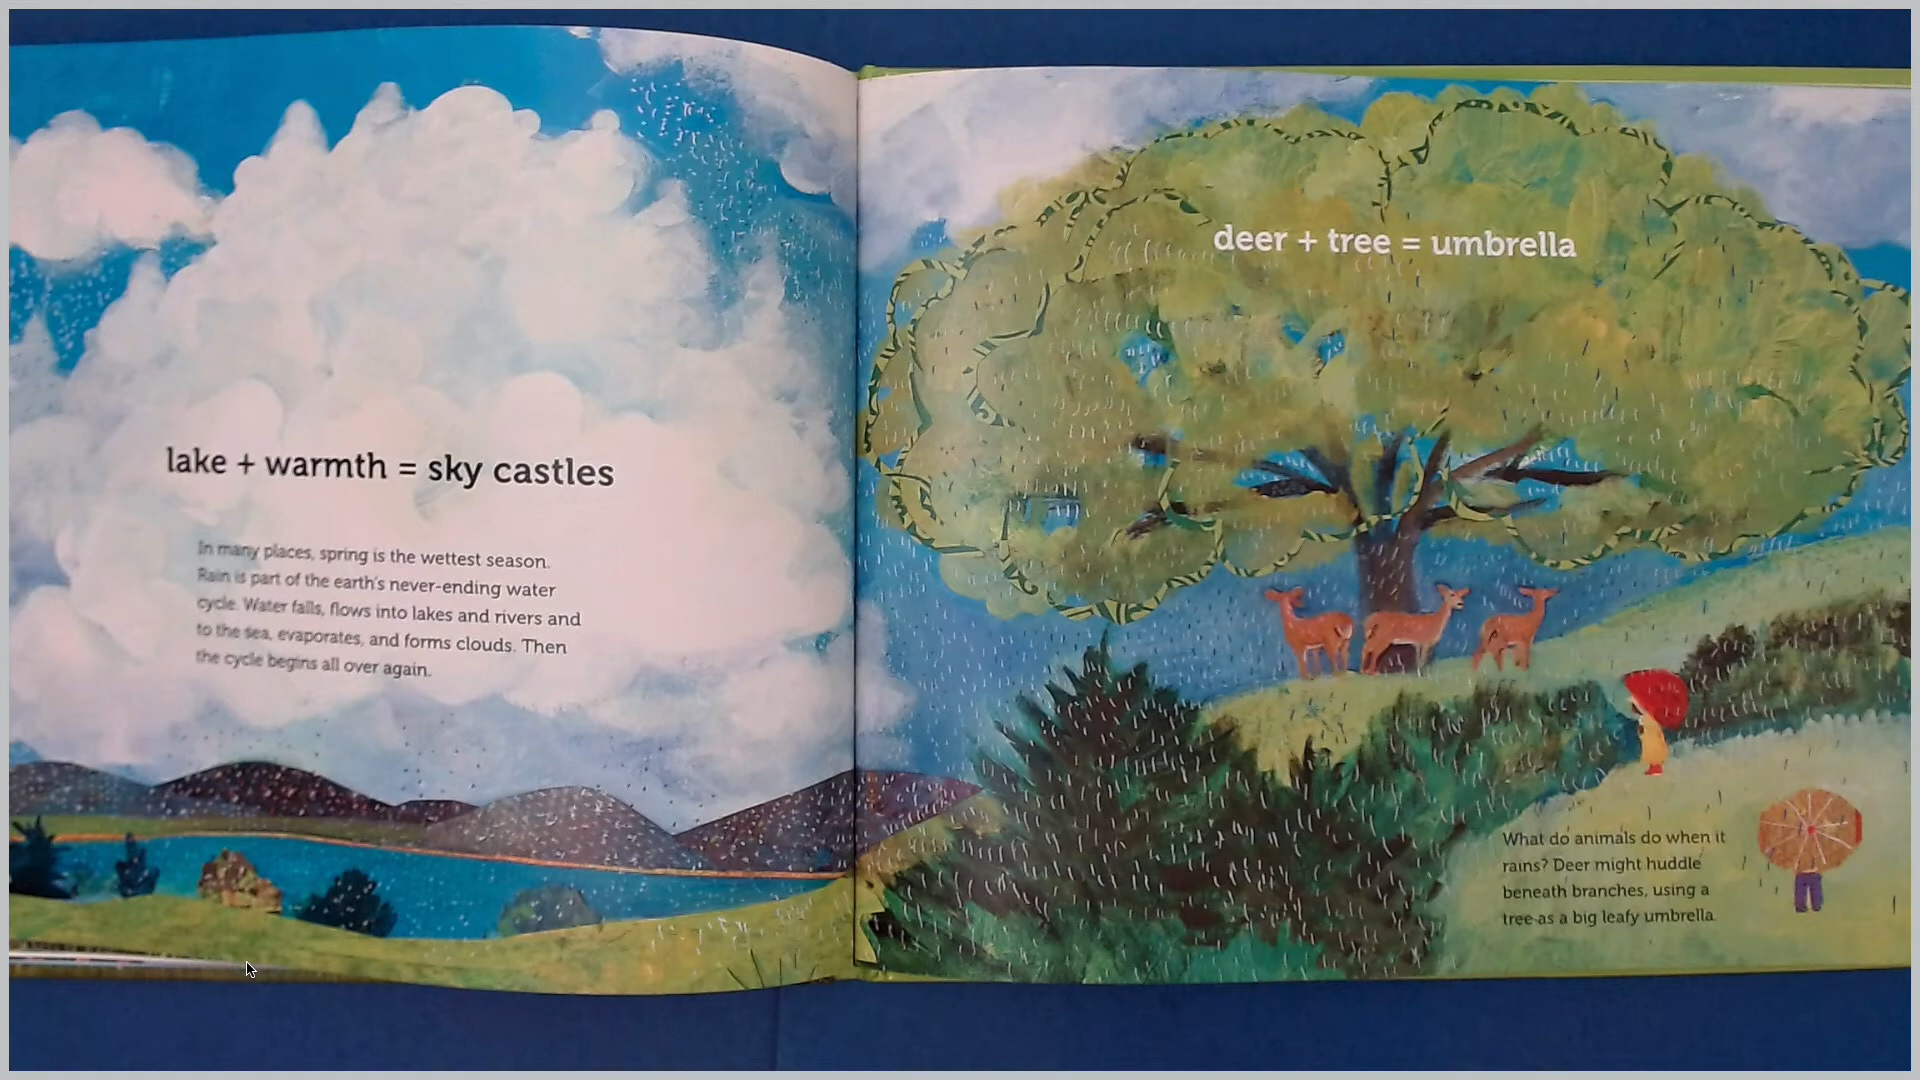 lake + warmth = sky castles
In many places, spring is the wettest season.
Rain is part of the earth's never-ending water
cycle. Water falls, flows into lakes and rivers and
to the sea, evaporates, and forms clouds. Then
the cycle begins all over again.
deer + tree = umbrella
What do animals do when it
rains? Deer might huddle
beneath branches, using a
tree as a big leafy umbrella.